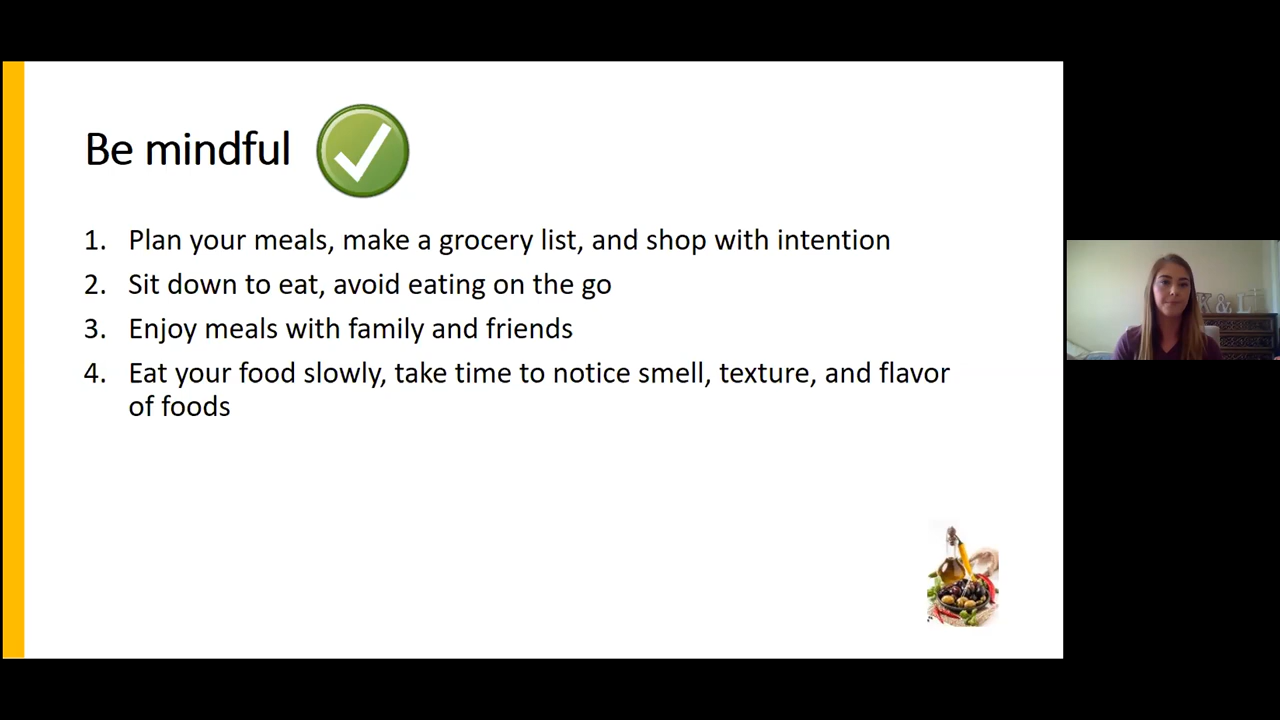 Be mindful
1. Plan your meals, make a grocery list, and shop with intention
2. Sit down to eat, avoid eating on the go
3. Enjoy meals with family and friends
4. Eat your food slowly, take time to notice smell, texture, and flavor
of foods
K & L